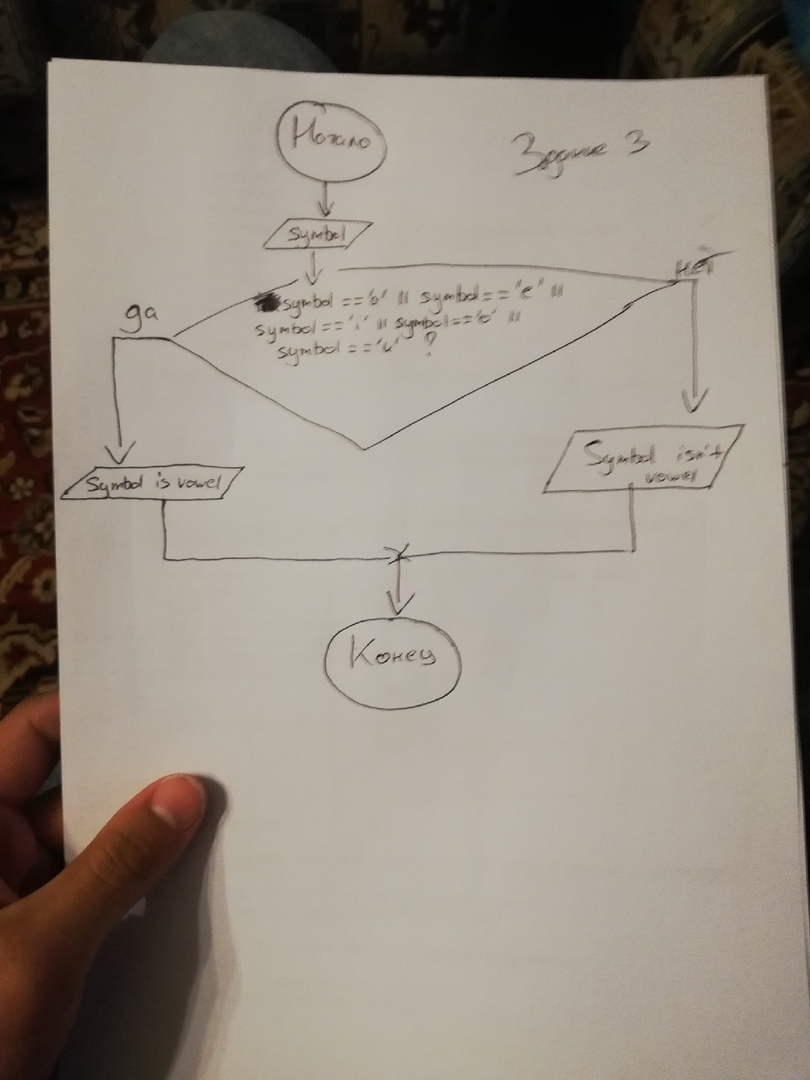 Начало
Задание 3
symbol
нет
да
symbol == 'a' || symbol == 'e' ||
symbol == 'i' || symbol == 'o' ||
symbol == 'u' ?
Symbol isn't
vowel
Symbol is vowel
Конец